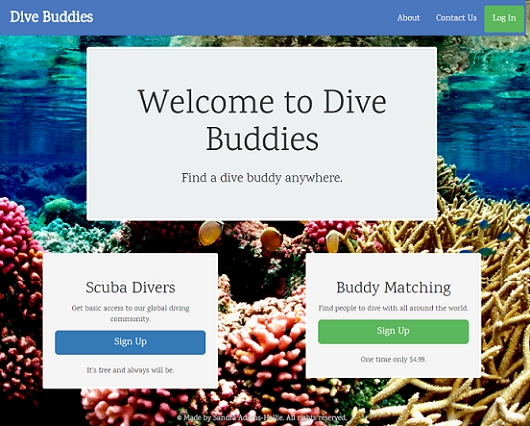 Dive Buddies
About
Contact Us
Log In
Welcome to Dive
Buddies
Find a dive buddy anywhere.
Scuba Divers
Get basic access to our global diving
community.
Sign Up
It's free and always will be.
Buddy Matching
Find people to dive with all around the world.
Sign Up
One time only $4.99.
© Made by Sandra All rights reserved.